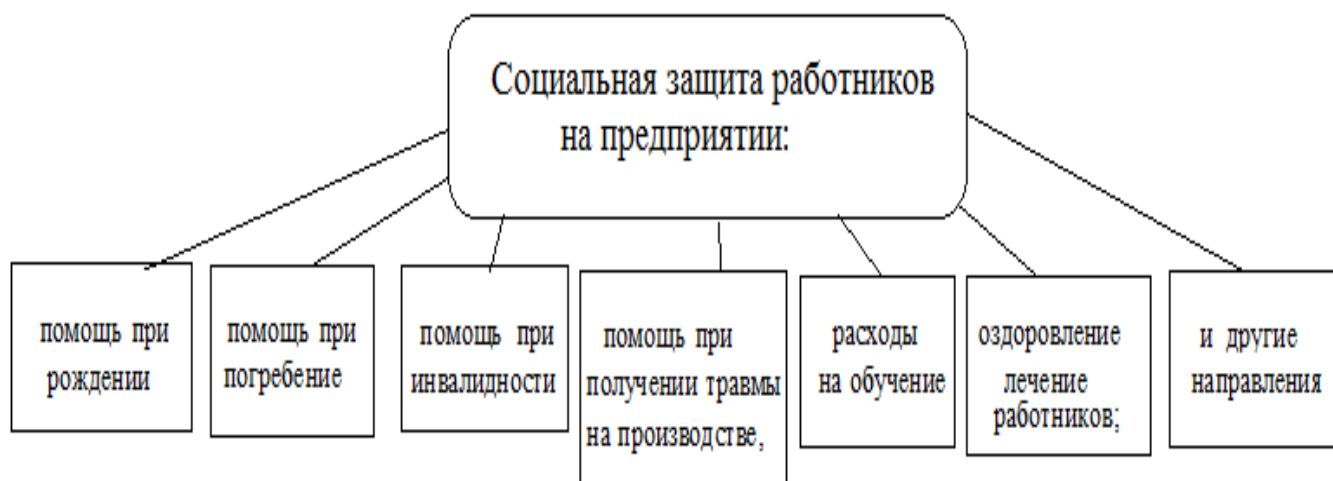 Социальная защита работников
на предприятии:
помощь при
рождении
помощь при
погребение
помощь при
инвалидности
помощь при
получении травмы
на производстве,
расходы
на обучение
оздоровление
лечение
работников;
и другие
направления